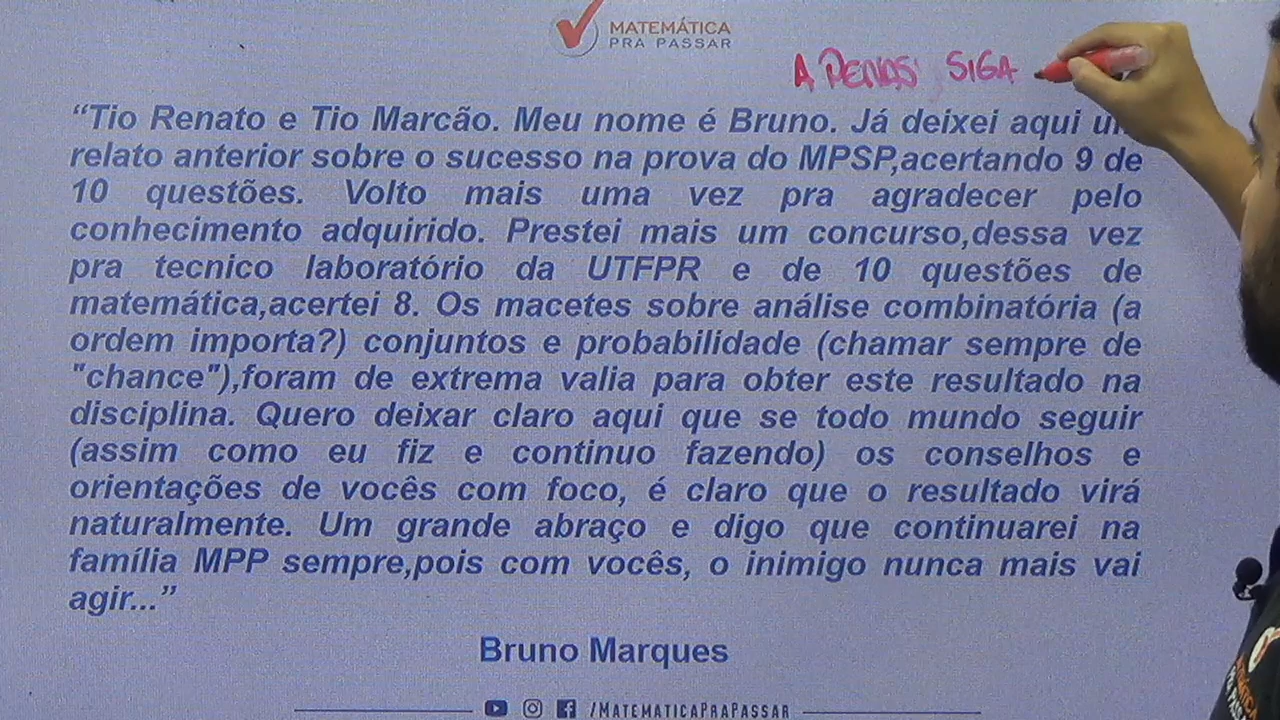 MATEMÁTICA
PRA PASSAR
APENAS SIGA
“Tio Renato e Tio Marcão. Meu nome é Bruno. Já deixei aqui
relato anterior sobre o sucesso na prova do MPSP,acertando 9 de
10 questões. Volto mais uma vez pra agradecer pelo
conhecimento adquirido. Prestei mais um concurso,dessa vez
pra tecnico laboratório da UTFPR e de 10 questões de
matemática,acertei 8. Os macetes sobre análise combinatória (a
ordem importa?) conjuntos e probabilidade (chamar sempre de
"chance"),foram de extrema valia para obter este resultado na
disciplina. Quero deixar claro aqui que se todo mundo seguir
(assim como eu fiz e continuo fazendo) os conselhos e
orientações de vocês com foco, é claro que o resultado virá
naturalmente. Um grande abraço e digo que continuarei na
família MPP sempre,pois com vocês, o inimigo nunca mais vai
agir...”
Bruno Marques
/MATEMATICAPRAPASSAR